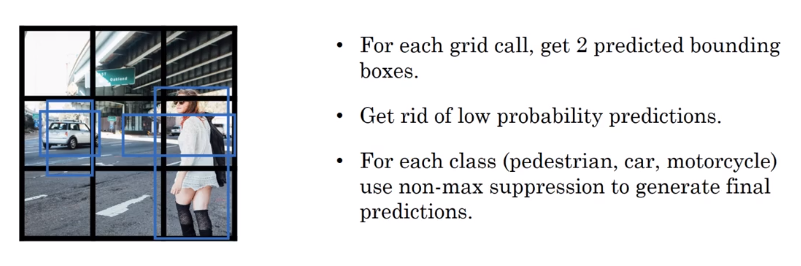 For each grid call, get 2 predicted bounding
boxes.
Get rid of low probability predictions.
For each class (pedestrian, car, motorcycle)
use non-max suppression to generate final
predictions.